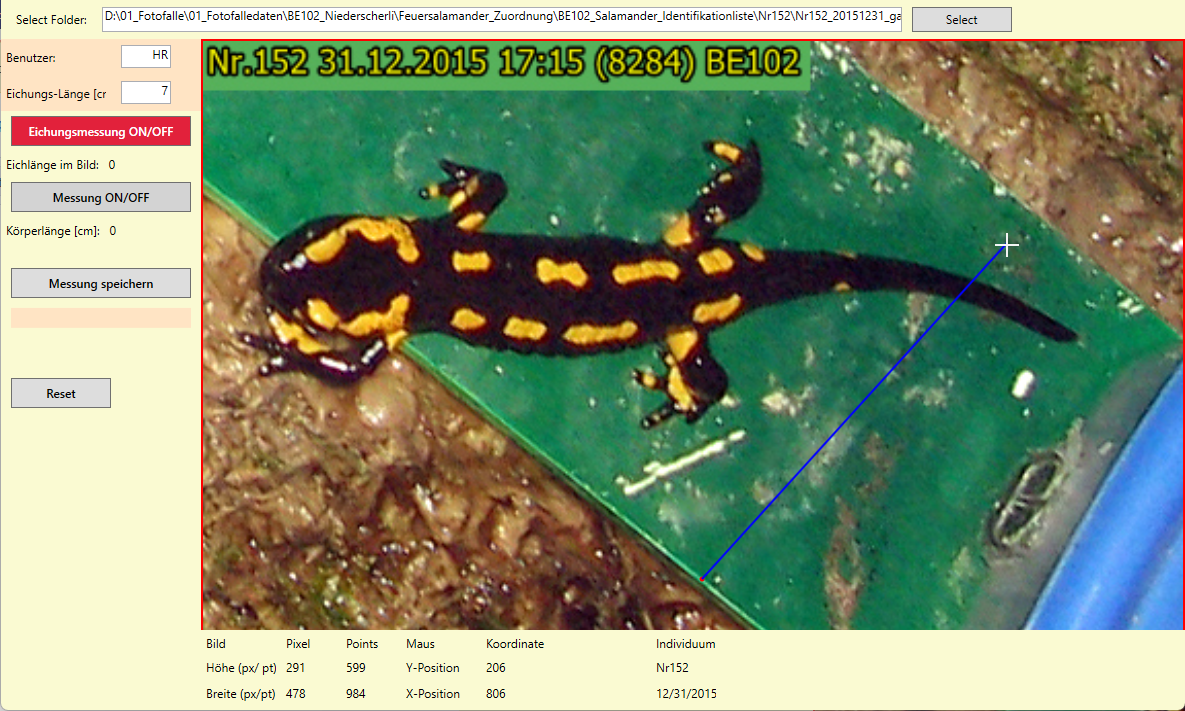 Select Folder: D:\01_Fotofalle\01_Fotofalledaten\BE102_Niederscherli\Feuersalamander_Zuordnung\BE102_Salamander_Identifikationliste\Nr152\Nr152_20151231_ga Select
Benutzer: HR
Eichungs-Länge [cr 7
Eichungsmessung ON/OFF
Eichlänge im Bild: 0
Messung ON/OFF
Körperlänge [cm]: 0
Messung speichern
Reset
Nr.152 31.12.2015 17:15 (8284) BE102
Bild Pixel Points Maus Koordinate Individuum
Höhe (px/ pt) 291 599 Y-Position 206 Nr152
Breite (px/pt) 478 984 X-Position 806 12/31/2015